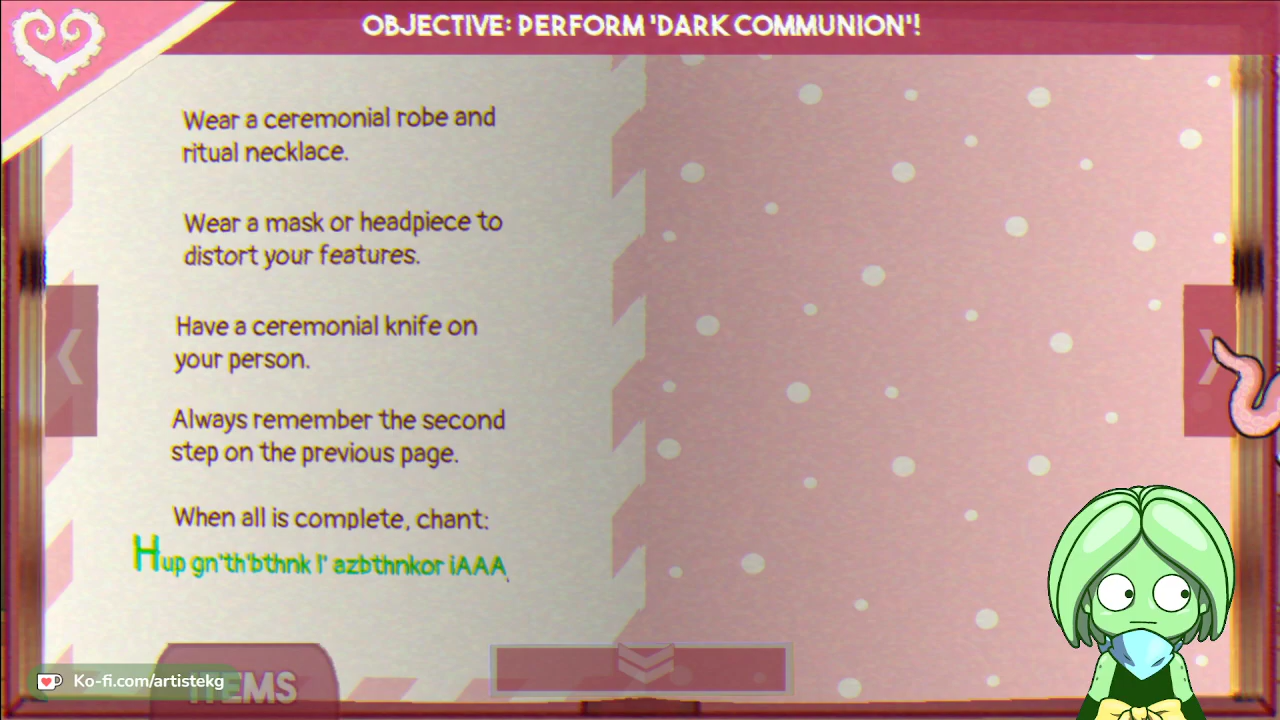 OBJECTIVE: PERFORM 'DARK COMMUNION'!
Wear a ceremonial robe and
ritual necklace.
Wear a mask or headpiece to
distort your features.
Have a ceremonial knife on
your person.
Always remember the second
step on the previous page.
When all is complete, chant:
Hup gn'th'bthnk l' azbthnkor iAAA
ITEMS
Ko-fi.com/artistekg